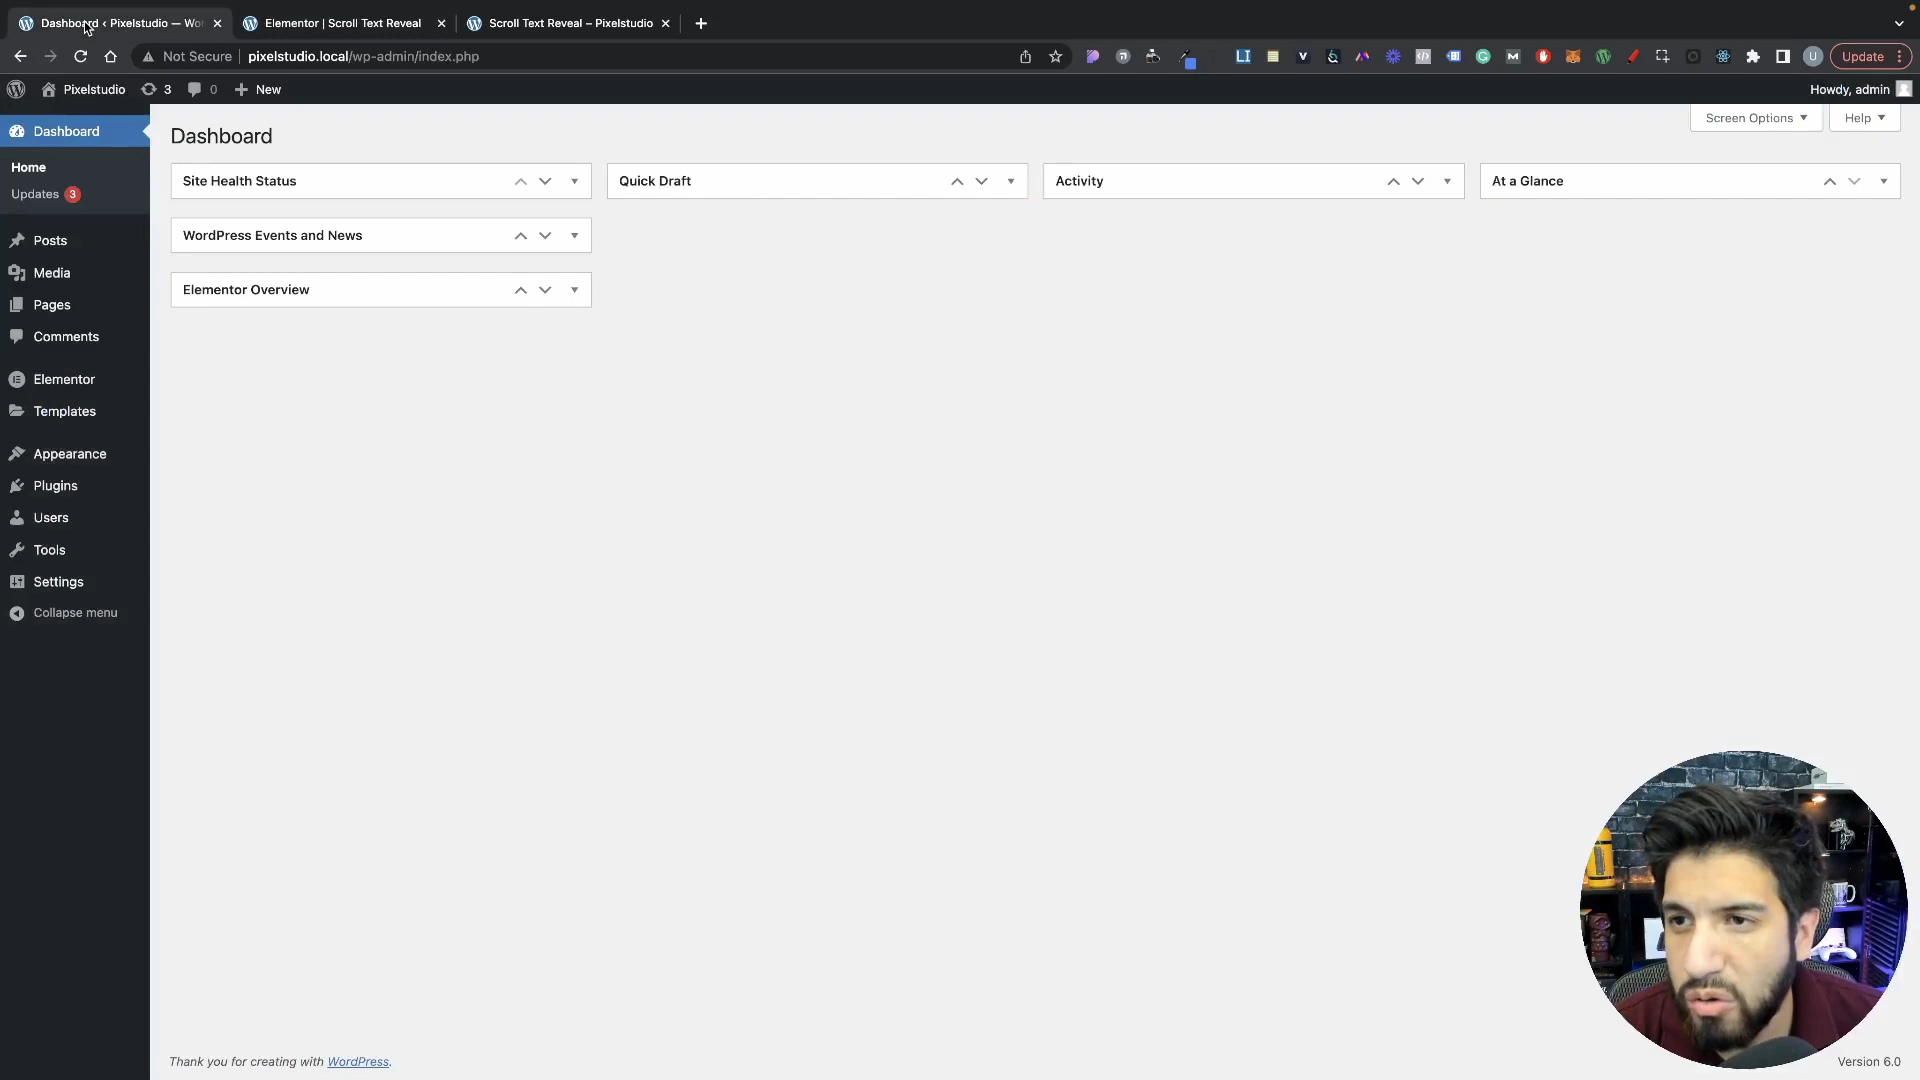 Dashboard ‹ Pixelstudio — Wor
Elementor | Scroll Text Reveal
Scroll Text Reveal – Pixelstudio
Not Secure
pixelstudio.local/wp-admin/index.php
Update
Pixelstudio
3
0
New
Howdy, admin
Dashboard
Home
Updates 3
Posts
Media
Pages
Comments
Elementor
Templates
Appearance
Plugins
Users
Tools
Settings
Collapse menu
Dashboard
Screen Options
Help
Site Health Status
Quick Draft
Activity
At a Glance
WordPress Events and News
Elementor Overview
Thank you for creating with WordPress.
Version 6.0